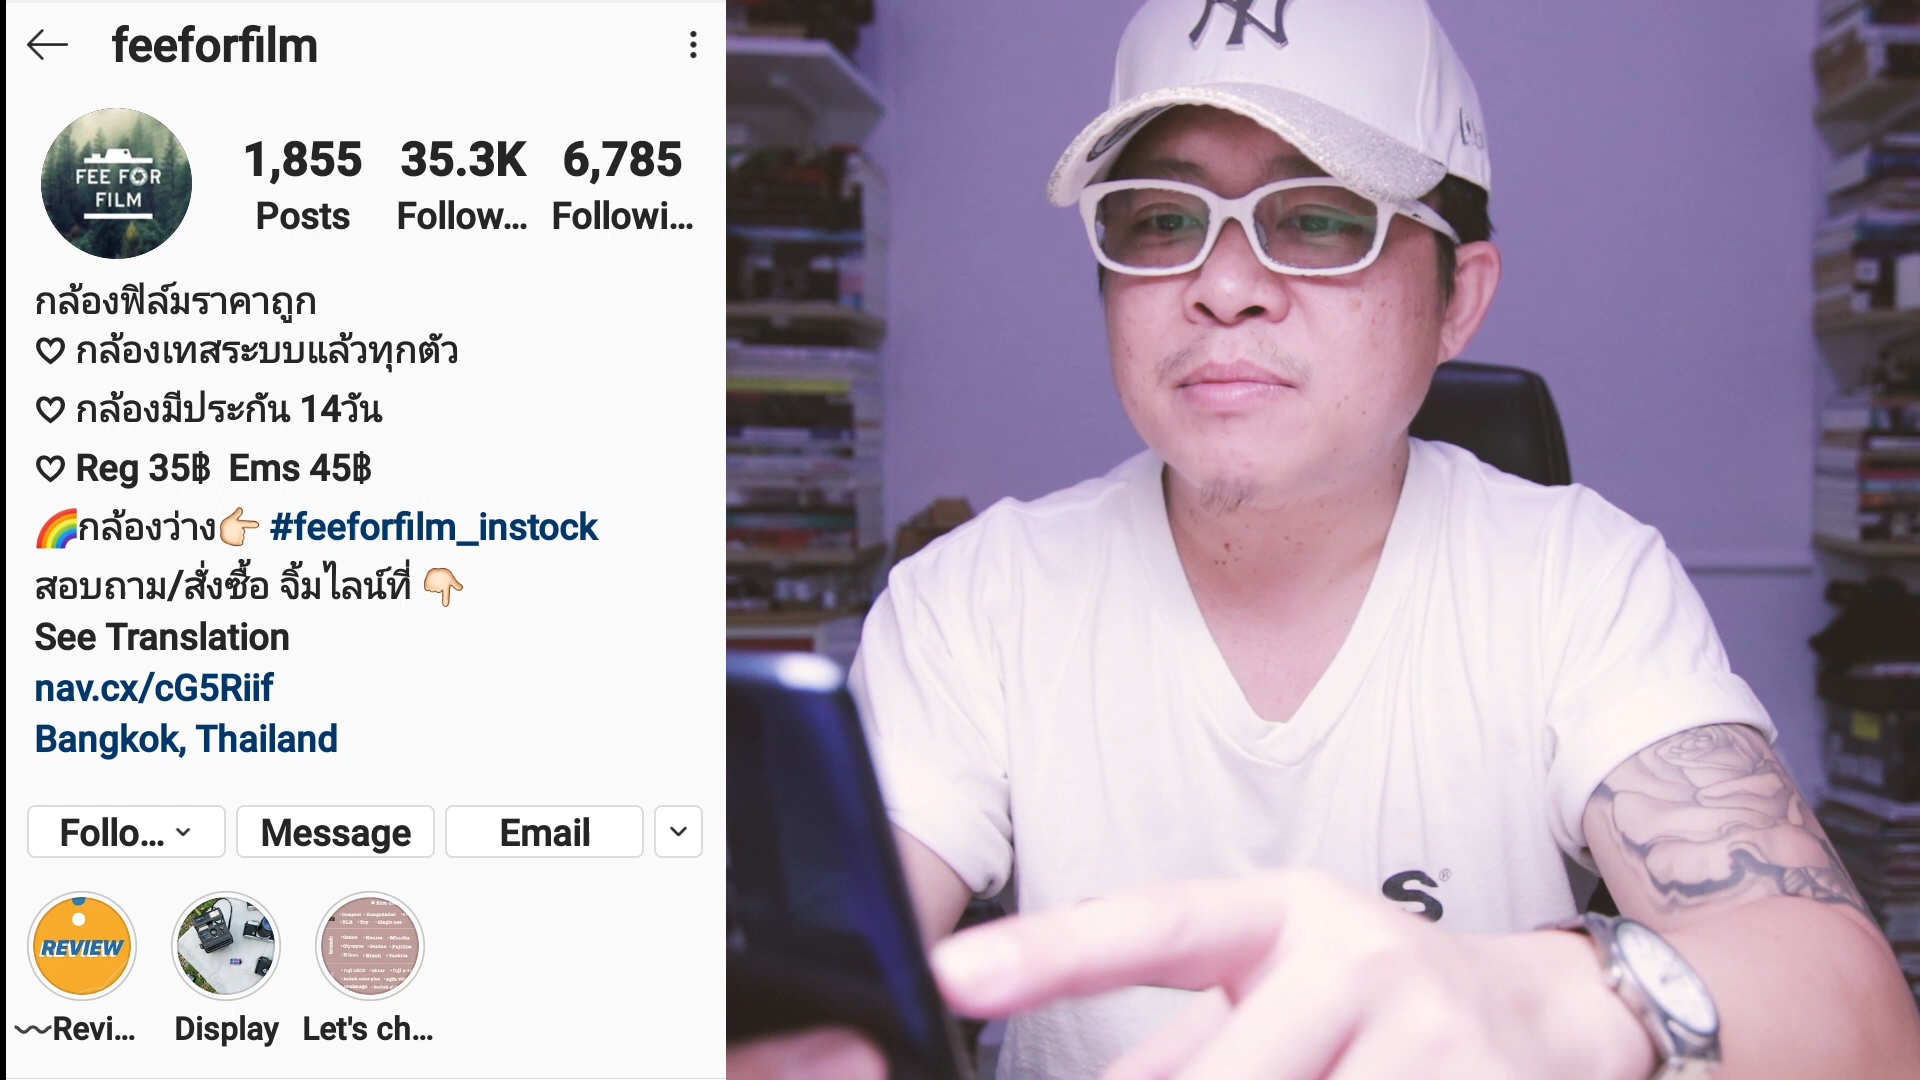 feeforfilm
FEE FOR
FILM
1,855 35.3K 6,785
Posts Follow... Followi...
กล้องฟิล์มราคาถูก
♡ กล้องเทสระบบแล้วทุกตัว
♡ กล้องมีประกัน 14วัน
♡ Reg 35฿ Ems 45฿
🌈กล้องว่าง👉🏻 #feeforfilm_instock
สอบถาม/สั่งซื้อ จิ้มไลน์ที่ 👇🏻
See Translation
nav.cx/cG5Riif
Bangkok, Thailand
Follo... Message Email
REVIEW
〰Revi... Display Let's ch...
NY
S®